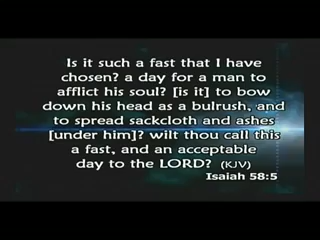 Is it such a fast that I have
chosen? a day for a man to
afflict his soul? [is it] to bow
down his head as a bulrush, and
to spread sackcloth and ashes
[under him]? wilt thou call this
a fast, and an acceptable
day to the LORD? (KJV)
Isaiah 58:5